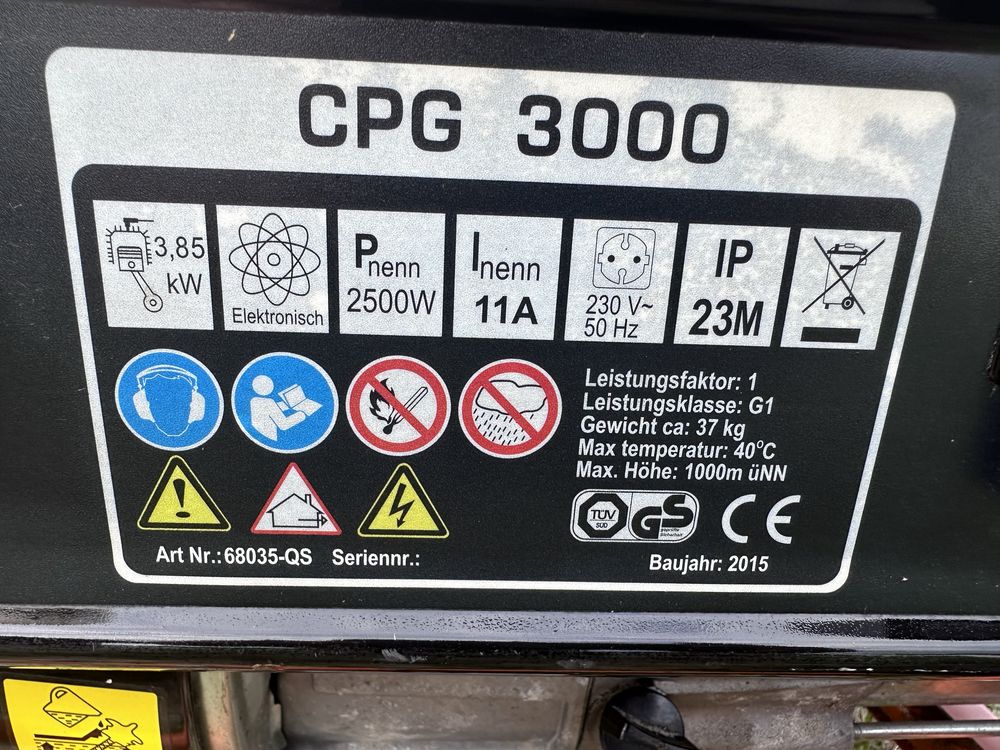 CPG 3000
3,85
kW
Elektronisch
Pnenn
2500W
Inenn
11A
230 V~
50 Hz
IP
23M
Leistungsfaktor: 1
Leistungsklasse: G1
Gewicht ca: 37 kg
Max temperatur: 40°C
Max. Höhe: 1000m üNN
TÜV
SÜD
GS
geprüfte
Sicherheit
CE
Art Nr.: 68035-QS Seriennr.:
Baujahr: 2015